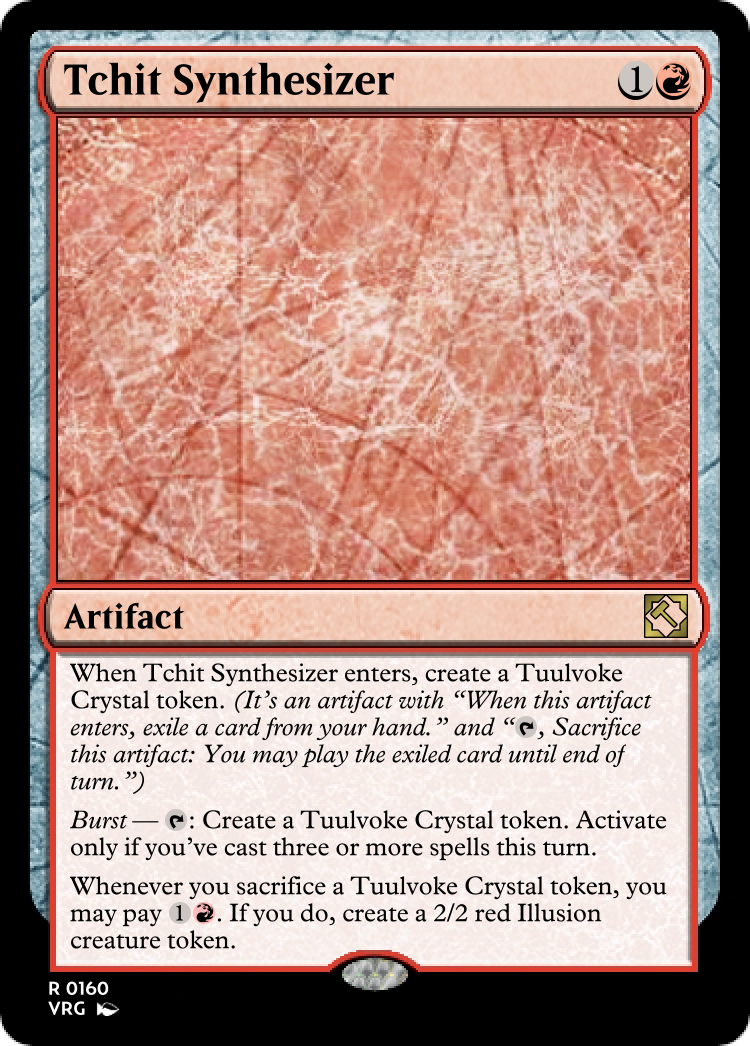 Tchit Synthesizer 1
Artifact
When Tchit Synthesizer enters, create a Tuulvoke
Crystal token. (It's an artifact with “When this artifact
enters, exile a card from your hand.” and “, Sacrifice
this artifact: You may play the exiled card until end of
turn.”)
Burst — : Create a Tuulvoke Crystal token. Activate
only if you've cast three or more spells this turn.
Whenever you sacrifice a Tuulvoke Crystal token, you
may pay 1. If you do, create a 2/2 red Illusion
creature token.
R 0160
VRG